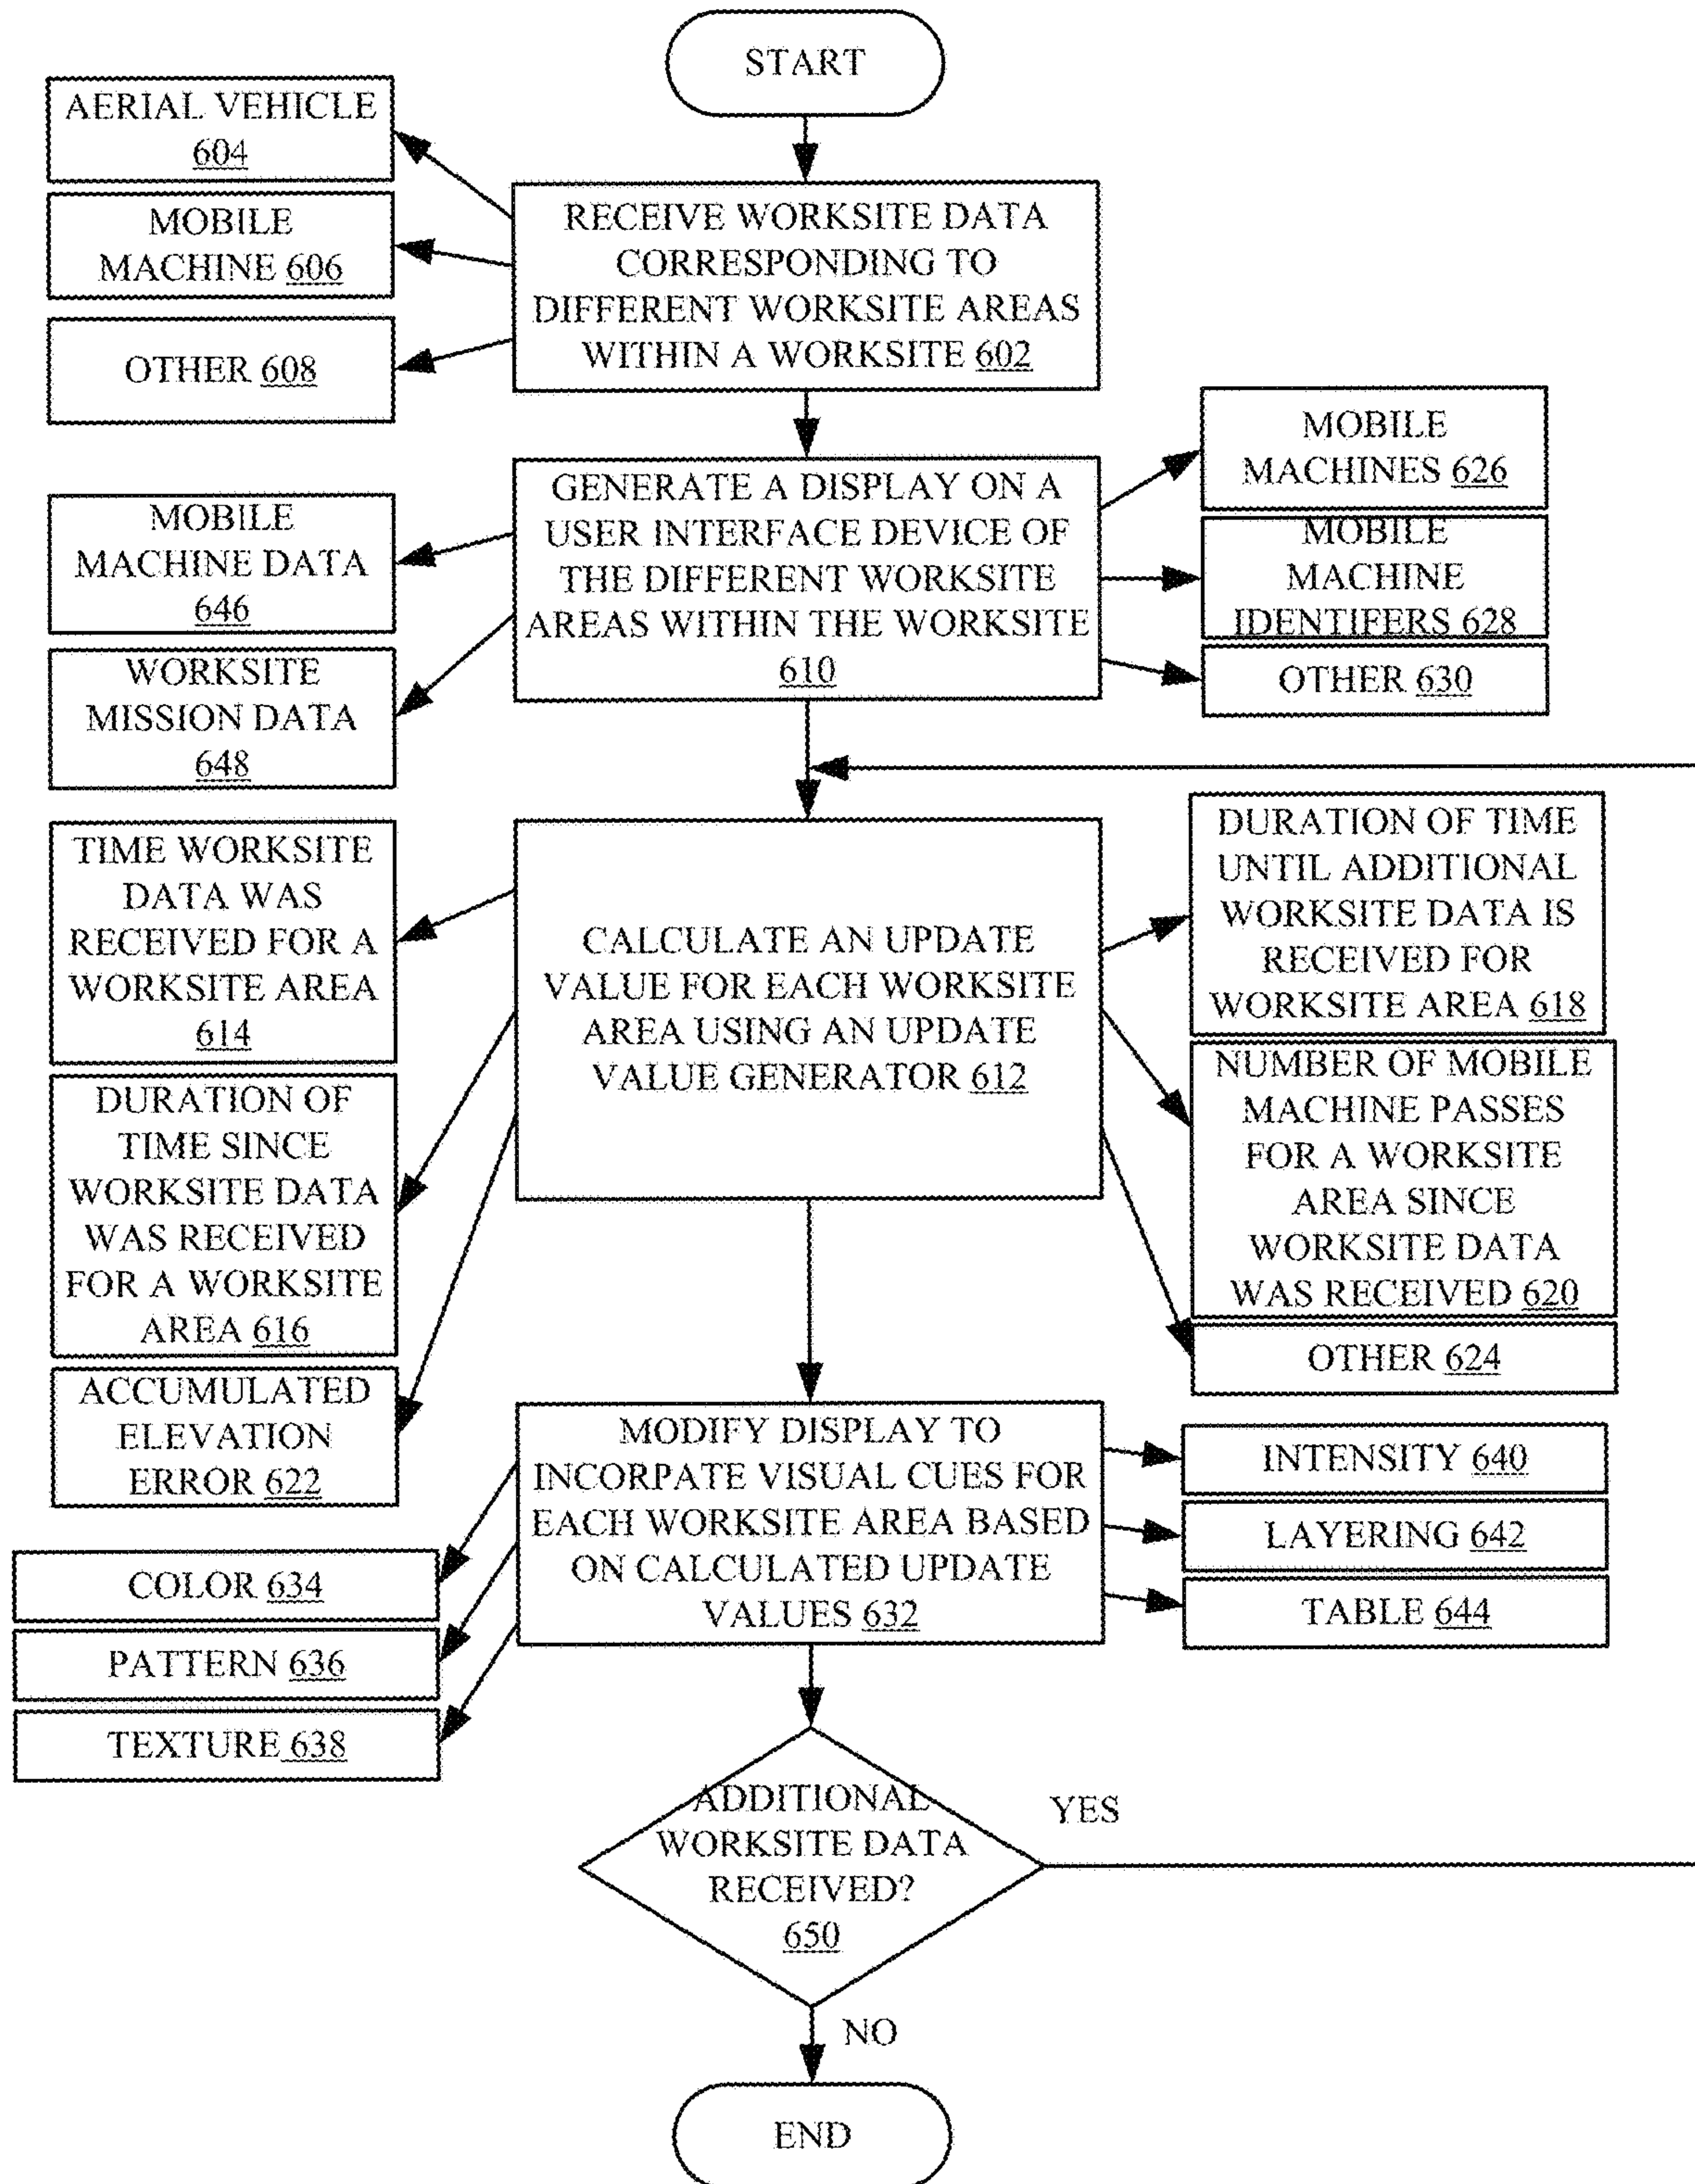 START
AERIAL VEHICLE
604
MOBILE
MACHINE 606
OTHER 608
RECEIVE WORKSITE DATA
CORRESPONDING TO
DIFFERENT WORKSITE AREAS
WITHIN A WORKSITE 602
MOBILE
MACHINE DATA
646
WORKSITE
MISSION DATA
648
GENERATE A DISPLAY ON A
USER INTERFACE DEVICE OF
THE DIFFERENT WORKSITE
AREAS WITHIN THE WORKSITE
610
MOBILE
MACHINES 626
MOBILE
MACHINE
IDENTIFERS 628
OTHER 630
TIME WORKSITE
DATA WAS
RECEIVED FOR A
WORKSITE AREA
614
DURATION OF
TIME SINCE
WORKSITE DATA
WAS RECEIVED
FOR A WORKSITE
AREA 616
ACCUMULATED
ELEVATION
ERROR 622
CALCULATE AN UPDATE
VALUE FOR EACH WORKSITE
AREA USING AN UPDATE
VALUE GENERATOR 612
DURATION OF TIME
UNTIL ADDITIONAL
WORKSITE DATA IS
RECEIVED FOR
WORKSITE AREA 618
NUMBER OF MOBILE
MACHINE PASSES
FOR A WORKSITE
AREA SINCE
WORKSITE DATA
WAS RECEIVED 620
OTHER 624
MODIFY DISPLAY TO
INCORPATE VISUAL CUES FOR
EACH WORKSITE AREA BASED
ON CALCULATED UPDATE
VALUES 632
COLOR 634
PATTERN 636
TEXTURE 638
INTENSITY 640
LAYERING 642
TABLE 644
ADDITIONAL
WORKSITE DATA
RECEIVED?
650
YES
NO
END